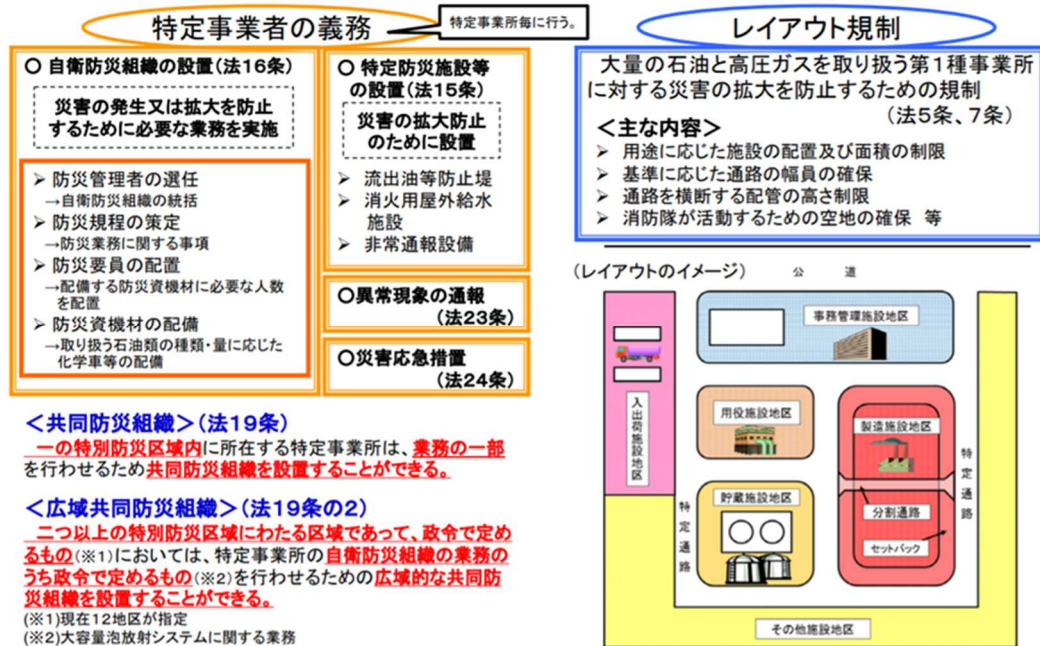 特定事業者の義務
特定事業所毎に行う。
○ 自衛防災組織の設置(法16条)
災害の発生又は拡大を防止
するために必要な業務を実施
➢ 防災管理者の選任
→自衛防災組織の統括
➢ 防災規程の策定
→防災業務に関する事項
➢ 防災要員の配置
→配備する防災資機材に必要な人数
を配置
➢ 防災資機材の配備
→取り扱う石油類の種類・量に応じた
化学車等の配備
○ 特定防災施設等
の設置(法15条)
災害の拡大防止
のために設置
➢ 流出油等防止堤
➢ 消火用屋外給水
施設
➢ 非常通報設備
○異常現象の通報
(法23条)
○災害応急措置
(法24条)
<共同防災組織>(法19条)
一の特別防災区域内に所在する特定事業所は、業務の一部
を行わせるため共同防災組織を設置することができる。
<広域共同防災組織>(法19条の2)
二つ以上の特別防災区域にわたる区域であって、政令で定め
るもの(※1)においては、特定事業所の自衛防災組織の業務の
うち政令で定めるもの(※2)を行わせるための広域的な共同防
災組織を設置することができる。
(※1)現在12地区が指定
(※2)大容量泡放射システムに関する業務
レイアウト規制
大量の石油と高圧ガスを取り扱う第1種事業所
に対する災害の拡大を防止するための規制
(法5条、7条)
<主な内容>
➢ 用途に応じた施設の配置及び面積の制限
➢ 基準に応じた通路の幅員の確保
➢ 通路を横断する配管の高さ制限
➢ 消防隊が活動するための空地の確保 等
(レイアウトのイメージ)
公 道
事務管理施設地区
入出荷施設地区
用役施設地区
製造施設地区
貯蔵施設地区
特定通路
特定通路
分割通路
セットバック
その他施設地区